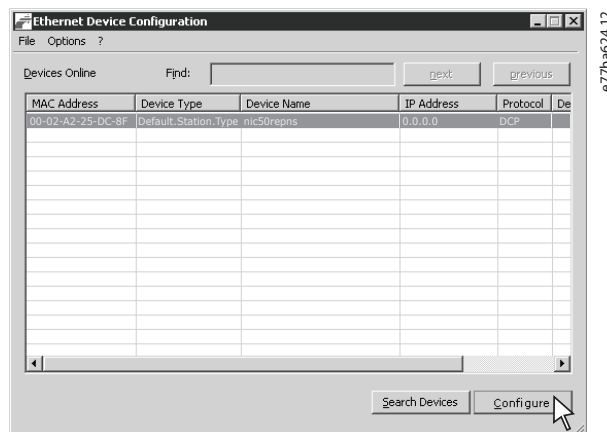 Ethernet Device Configuration
File Options ?
Devices Online Find: next previous
MAC Address Device Type Device Name IP Address Protocol De
00-02-A2-25-DC-8F Default.Station.Type nic50repns 0.0.0.0 DCP
Search Devices Configure
e77ba624.12